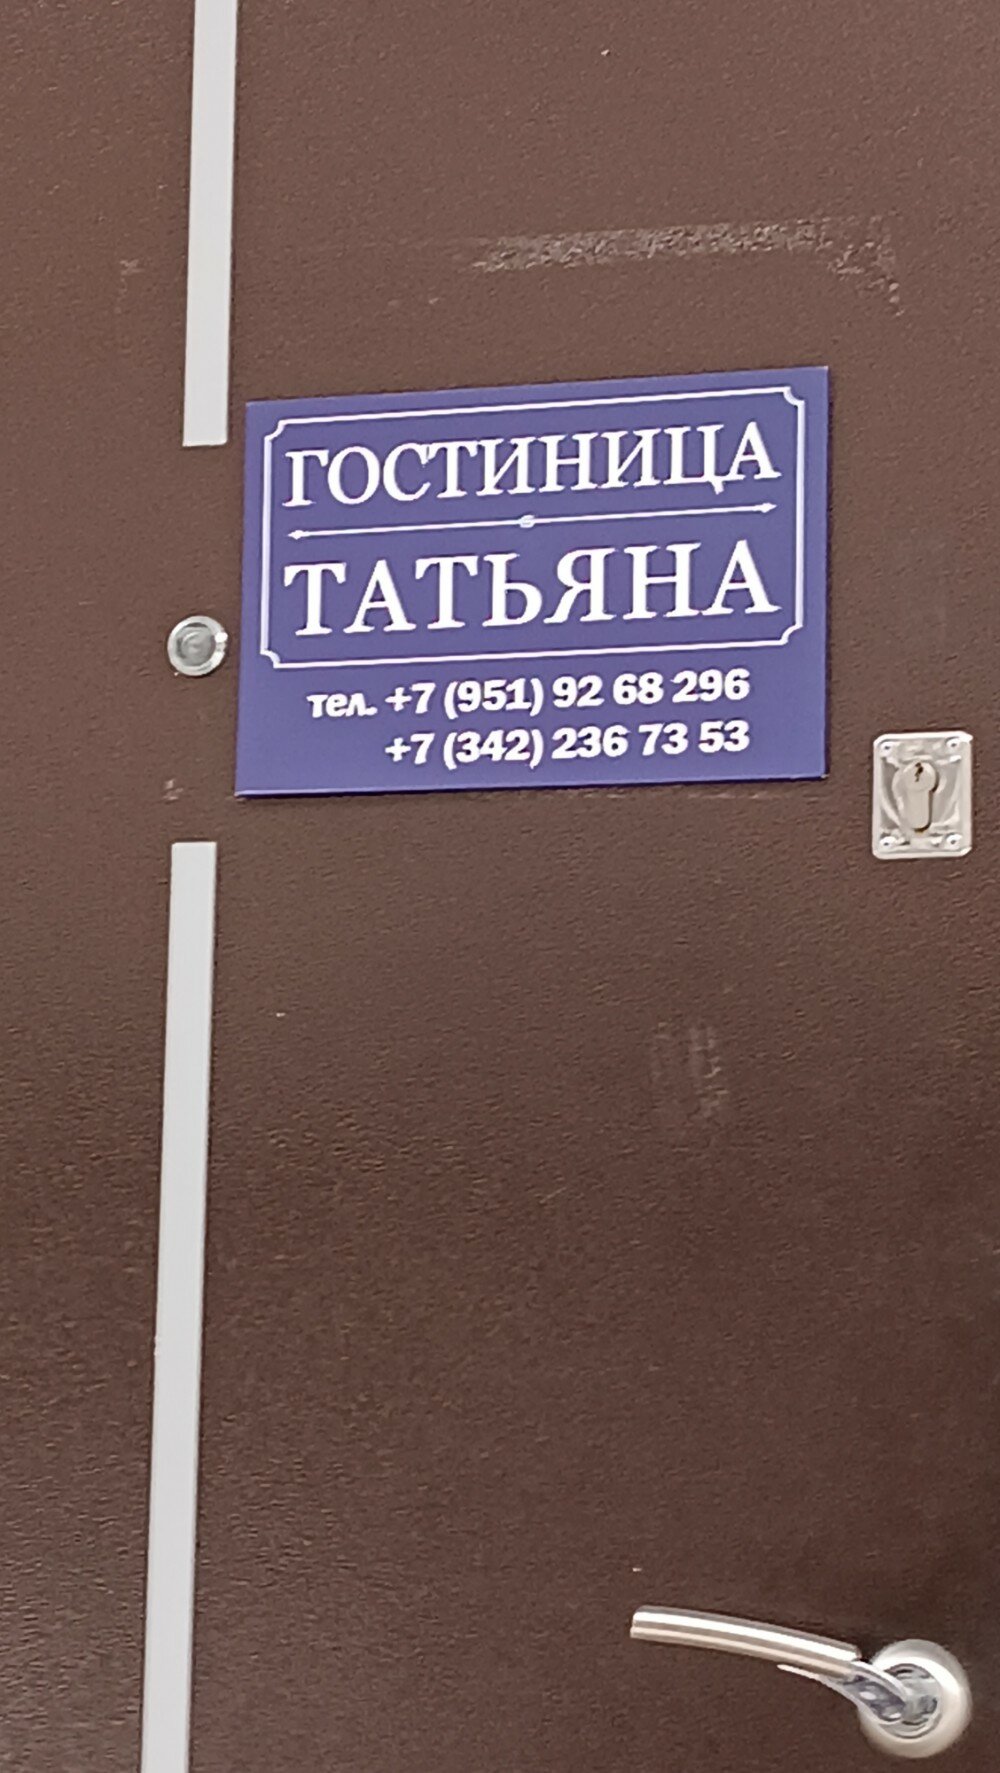 ГОСТИНИЦА
ТАТЬЯНА
тел. +7 (951) 92 68 296
+7 (342) 236 73 53